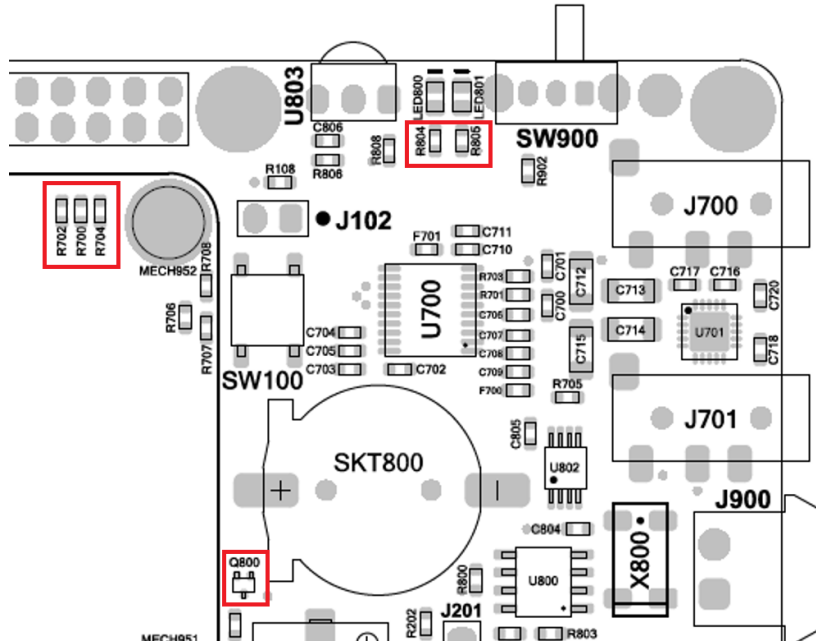 U803
LED800
LED801
SW900
C806
R806
R808
R804
R805
R902
R108
J102
J700
R702
R700
R704
MECH952
R708
R706
R707
F701
C711
C710
U700
R703
R701
C706
C707
C708
C709
F700
C701
C700
C712
C713
C714
C715
C717
C716
C720
U701
C718
SW100
C704
C705
C703
C702
R705
J701
C805
U802
SKT800
+
−
J900
C804
X800
Q800
R800
U800
J201
R202
R803
MECH951